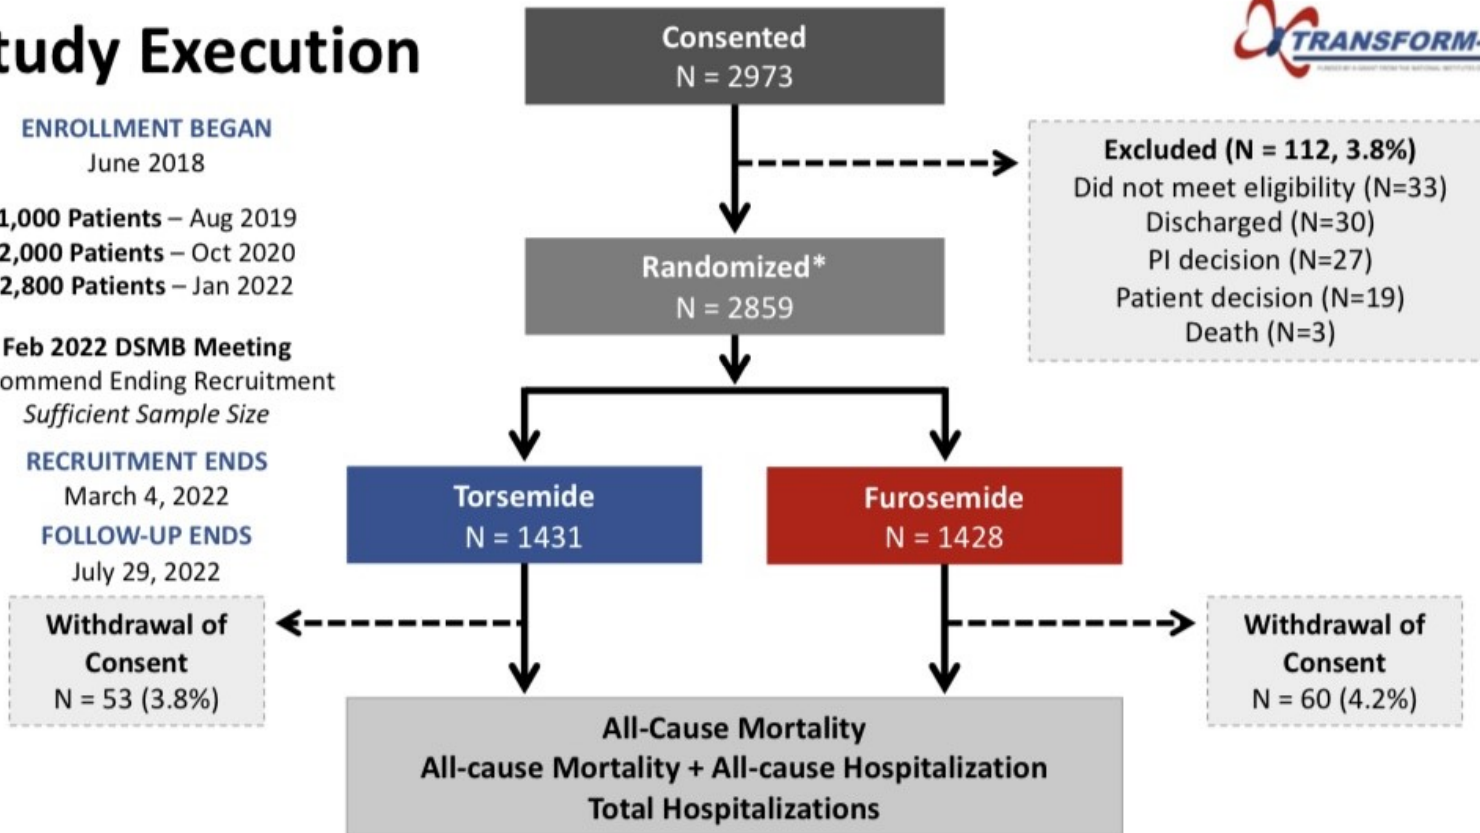 tudy Execution
ENROLLMENT BEGAN
June 2018
1,000 Patients – Aug 2019
2,000 Patients – Oct 2020
2,800 Patients – Jan 2022
Feb 2022 DSMB Meeting
ommend Ending Recruitment
Sufficient Sample Size
RECRUITMENT ENDS
March 4, 2022
FOLLOW-UP ENDS
July 29, 2022
Consented
N = 2973
TRANSFORM-
Excluded (N = 112, 3.8%)
Did not meet eligibility (N=33)
Discharged (N=30)
PI decision (N=27)
Patient decision (N=19)
Death (N=3)
Randomized*
N = 2859
Torsemide
N = 1431
Furosemide
N = 1428
Withdrawal of
Consent
N = 53 (3.8%)
Withdrawal of
Consent
N = 60 (4.2%)
All-Cause Mortality
All-cause Mortality + All-cause Hospitalization
Total Hospitalizations